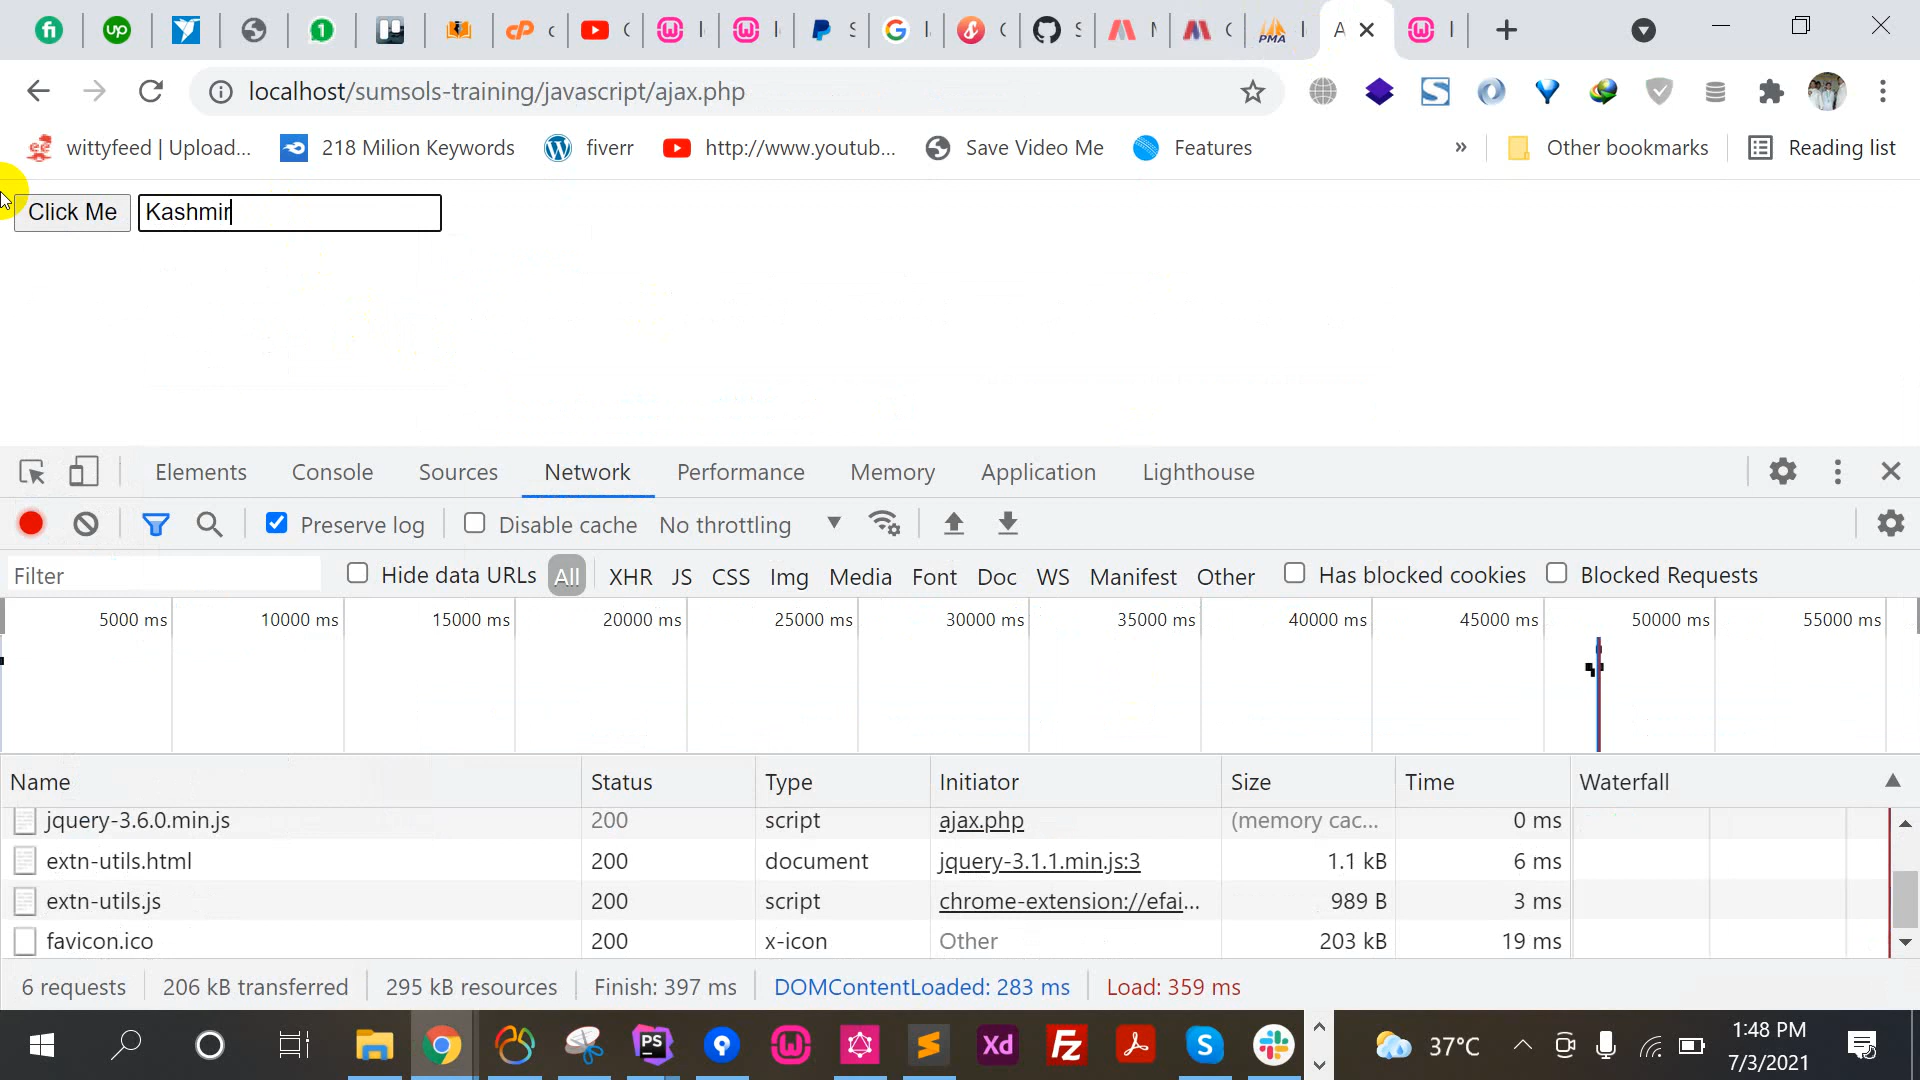 localhost/sumsols-training/javascript/ajax.php
wittyfeed | Upload... 218 Milion Keywords fiverr http://www.youtub... Save Video Me Features » Other bookmarks Reading list
Click Me Kashmir
Elements Console Sources Network Performance Memory Application Lighthouse
Preserve log Disable cache No throttling
Filter Hide data URLs All XHR JS CSS Img Media Font Doc WS Manifest Other Has blocked cookies Blocked Requests
5000 ms 10000 ms 15000 ms 20000 ms 25000 ms 30000 ms 35000 ms 40000 ms 45000 ms 50000 ms 55000 ms
Name Status Type Initiator Size Time Waterfall
jquery-3.6.0.min.js 200 script ajax.php (memory cac... 0 ms
extn-utils.html 200 document jquery-3.1.1.min.js:3 1.1 kB 6 ms
extn-utils.js 200 script chrome-extension://efai... 989 B 3 ms
favicon.ico 200 x-icon Other 203 kB 19 ms
6 requests 206 kB transferred 295 kB resources Finish: 397 ms DOMContentLoaded: 283 ms Load: 359 ms
37°C 1:48 PM
7/3/2021